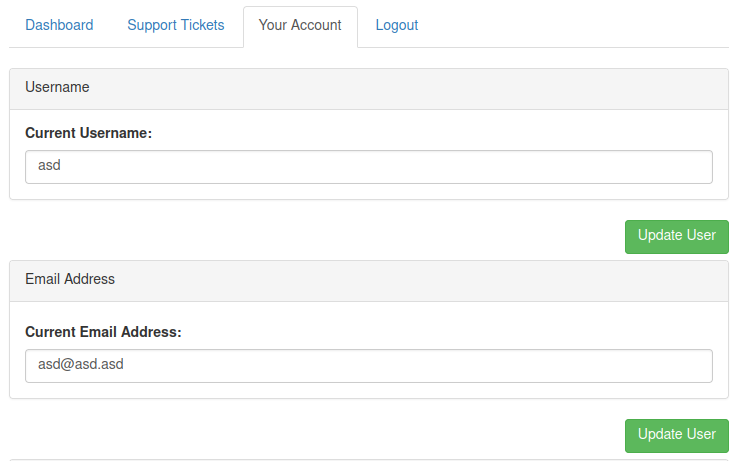 Dashboard Support Tickets Your Account Logout
Username
Current Username:
asd
Update User
Email Address
Current Email Address:
asd@asd.asd
Update User